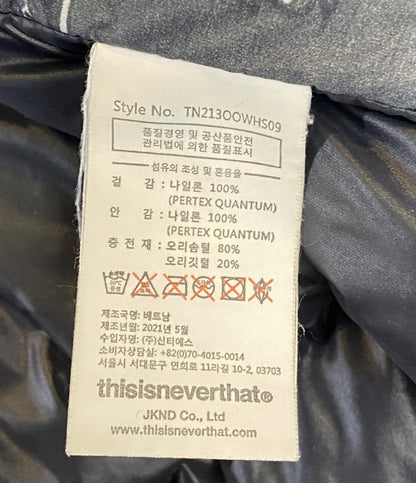 Style No. TN213OOWHS09
품질경영 및 공산품안전
관리법에 의한 품질표시
섬유의 조성 및 혼용율
겉 감 : 나일론 100%
(PERTEX QUANTUM)
안 감 : 나일론 100%
(PERTEX QUANTUM)
충 전 재 : 오리솜털 80%
오리깃털 20%
제조국명 : 베트남
제조년월 : 2021년 5월
수입자명 : (주)신티에스
소비자상담실 : +82(0)70-4015-0014
서울시 서대문구 연희로 11라길 10-2, 03703
thisisneverthat®
JKND Co., Ltd
www.thisisneverthat.com